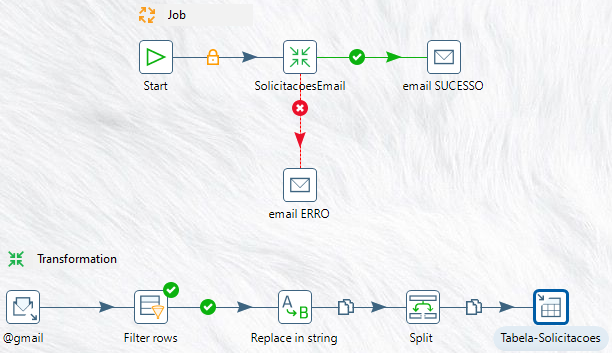 Job
Start
SolicitacoesEmail
email SUCESSO
email ERRO
Transformation
A
B
@gmail
Filter rows
Replace in string
Split
Tabela-Solicitacoes